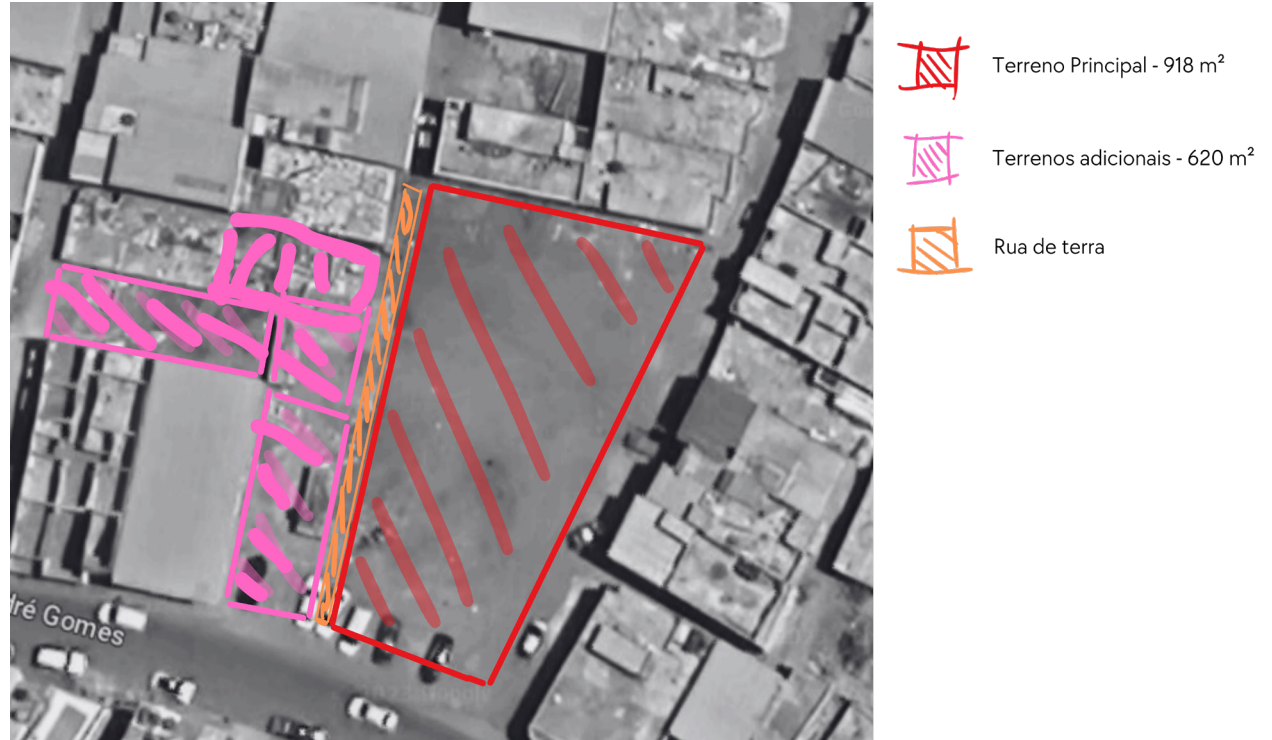 Terreno Principal - 918 m²
Terrenos adicionais - 620 m²
Rua de terra
dré Gomes